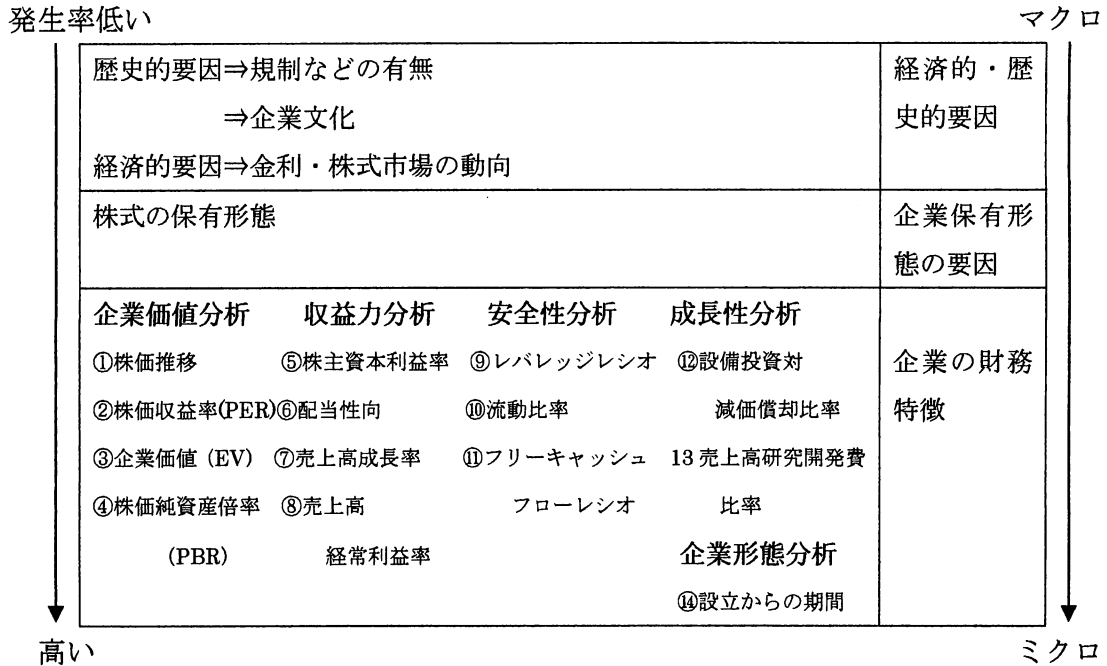 発生率低い
マクロ
歴史的要因⇒規制などの有無
⇒企業文化
経済的要因⇒金利・株式市場の動向
経済的・歴
史的要因
株式の保有形態
企業保有形
態の要因
企業価値分析 収益力分析 安全性分析 成長性分析
①株価推移 ⑤株主資本利益率 ⑨レバレッジレシオ ⑫設備投資対
②株価収益率(PER)⑥配当性向 ⑩流動比率 減価償却比率
③企業価値(EV) ⑦売上高成長率 ⑪フリーキャッシュ 13 売上高研究開発費
④株価純資産倍率 ⑧売上高 フローレシオ 比率
(PBR) 経常利益率 企業形態分析
⑭設立からの期間
企業の財務
特徴
高い
ミクロ